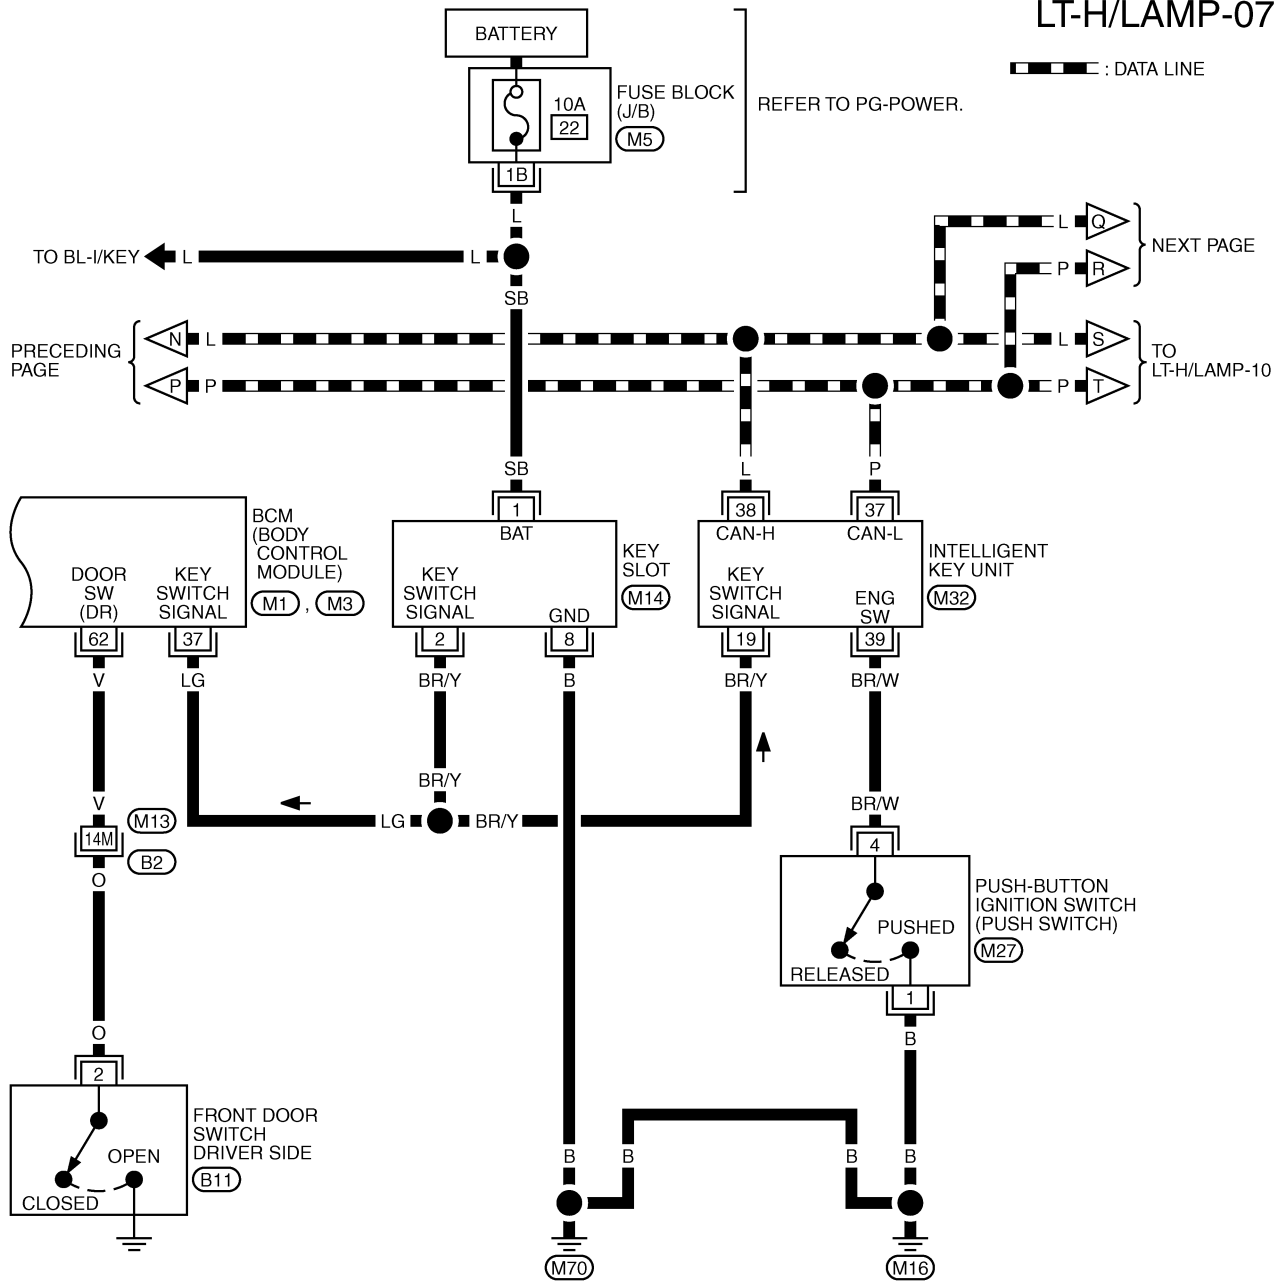 LT-H/LAMP-07
BATTERY
: DATA LINE
FUSE BLOCK
(J/B)
10A
22
M5
REFER TO PG-POWER.
1B
L
TO BL-I/KEY
L
L
SB
L
Q
P
R
NEXT PAGE
PRECEDING
PAGE
N
L
L
S
P
P
P
T
TO
LT-H/LAMP-10
SB
L
P
1
38
37
BAT
CAN-H
CAN-L
BCM
(BODY
CONTROL
MODULE)
M1 , M3
DOOR
SW
(DR)
KEY
SWITCH
SIGNAL
KEY
SWITCH
SIGNAL
GND
KEY
SLOT
M14
KEY
SWITCH
SIGNAL
ENG
SW
INTELLIGENT
KEY UNIT
M32
62
37
2
8
19
39
V
LG
BR/Y
B
BR/Y
BR/W
V
BR/Y
BR/W
M13
14M
B2
LG
BR/Y
O
4
PUSH-BUTTON
IGNITION SWITCH
(PUSH SWITCH)
M27
PUSHED
RELEASED
1
B
O
2
FRONT DOOR
SWITCH
DRIVER SIDE
B11
OPEN
CLOSED
B
B
B
B
M70
M16